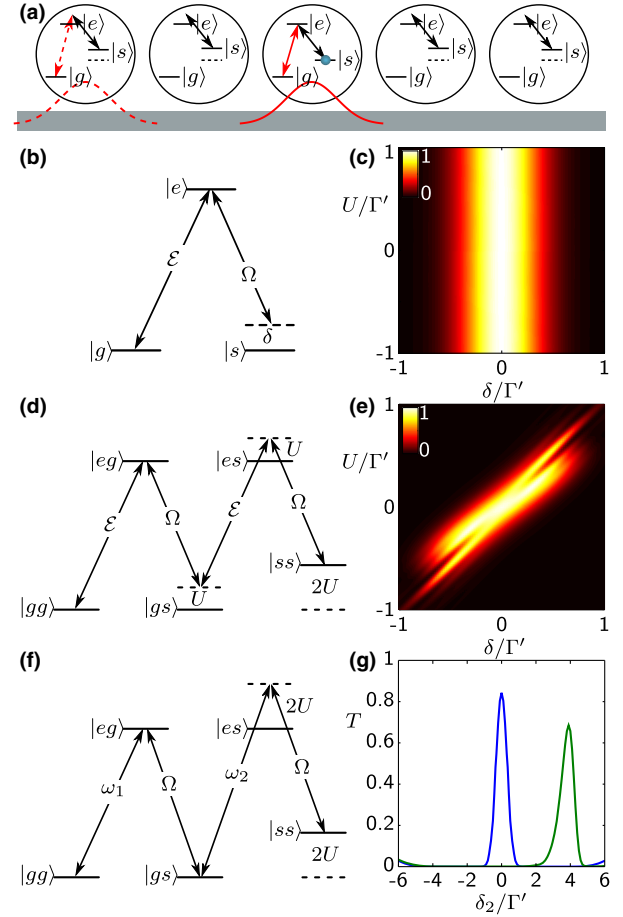 (a)
|e⟩ |e⟩ |e⟩ |e⟩ |e⟩
|s⟩ |s⟩ |s⟩ |s⟩ |s⟩
|g⟩ |g⟩ |g⟩ |g⟩ |g⟩
(b)
|e⟩
ℰ Ω
|g⟩ |s⟩ δ
(c)
1
U/Γ′
0
-1
1
0
-1 0 1
δ/Γ′
(d)
|eg⟩ |es⟩ U
ℰ Ω ℰ Ω
|ss⟩
2U
|gg⟩ |gs⟩ U
(e)
1
U/Γ′
0
-1
1
0
-1 0 1
δ/Γ′
(f)
2U
|eg⟩ |es⟩
ω₁ Ω ω₂ Ω
|ss⟩
2U
|gg⟩ |gs⟩
(g)
1
T
0.8
0.6
0.4
0.2
0
-6 -4 -2 0 2 4 6
δ₂/Γ′